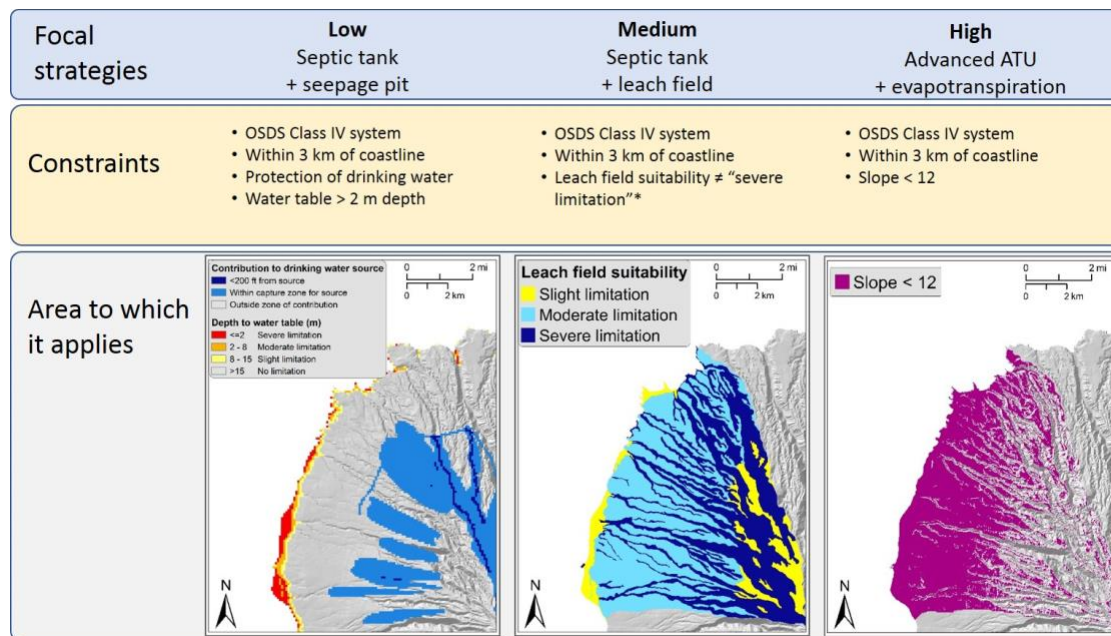 Focal
strategies
Low
Septic tank
+ seepage pit
Medium
Septic tank
+ leach field
High
Advanced ATU
+ evapotranspiration
Constraints
• OSDS Class IV system
• Within 3 km of coastline
• Protection of drinking water
• Water table > 2 m depth
• OSDS Class IV system
• Within 3 km of coastline
• Leach field suitability ≠ “severe
limitation”*
• OSDS Class IV system
• Within 3 km of coastline
• Slope < 12
Area to which
it applies
Contribution to drinking water source
<200 ft from source
Within capture zone for source
Outside zone of contribution
Depth to water table (m)
<=2 Severe limitation
2 - 8 Moderate limitation
8 - 15 Slight limitation
>15 No limitation
0 2 mi
0 2 km
N
Leach field suitability
Slight limitation
Moderate limitation
Severe limitation
0 2 mi
0 2 km
N
Slope < 12
0 2 mi
0 2 km
N